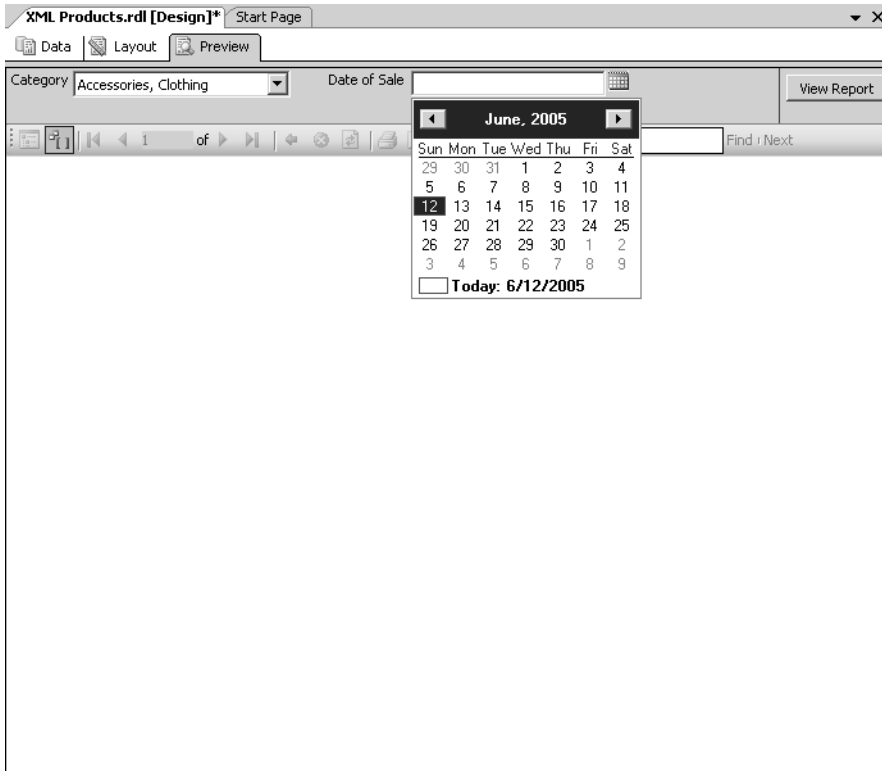 XML Products.rdl [Design]* Start Page
Data Layout Preview
Category Accessories, Clothing Date of Sale View Report
1 of Find Next
June, 2005
Sun Mon Tue Wed Thu Fri Sat
29 30 31 1 2 3 4
5 6 7 8 9 10 11
12 13 14 15 16 17 18
19 20 21 22 23 24 25
26 27 28 29 30 1 2
3 4 5 6 7 8 9
Today: 6/12/2005